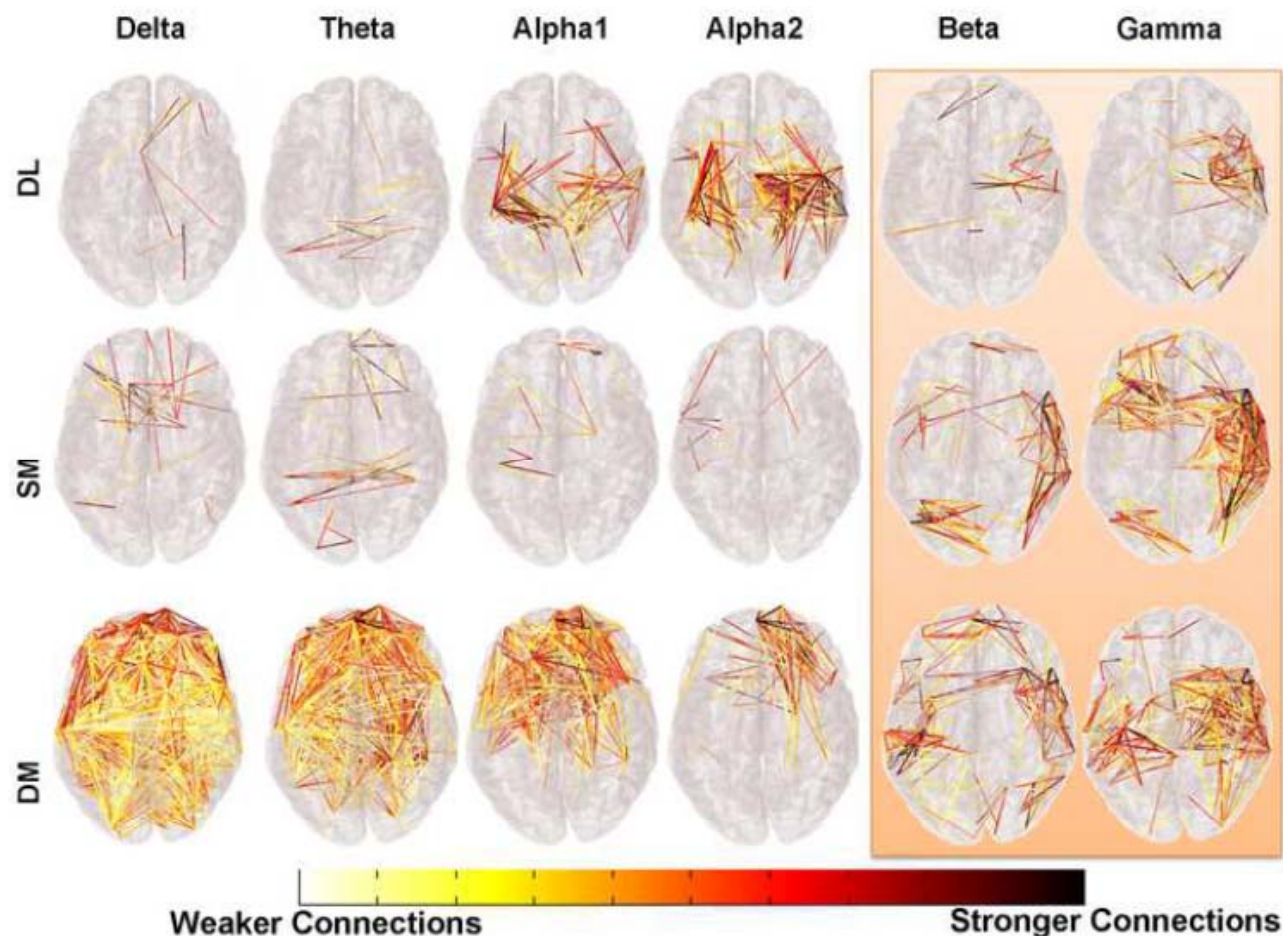 Delta Theta Alpha1 Alpha2 Beta Gamma
DL
SM
DM
Weaker Connections Stronger Connections